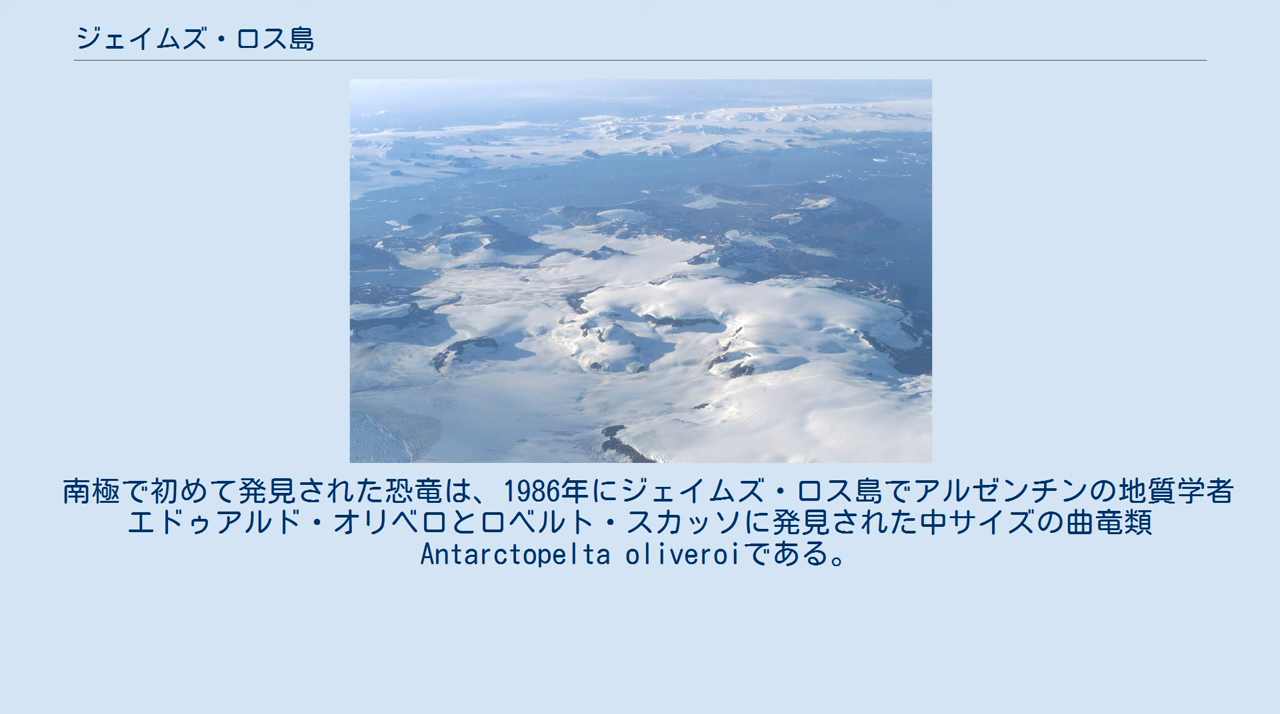 ジェイムズ・ロス島
南極で初めて発見された恐竜は、1986年にジェイムズ・ロス島でアルゼンチンの地質学者
エドゥアルド・オリベロとロベルト・スカッソに発見された中サイズの曲竜類
Antarctopelta oliveroiである。